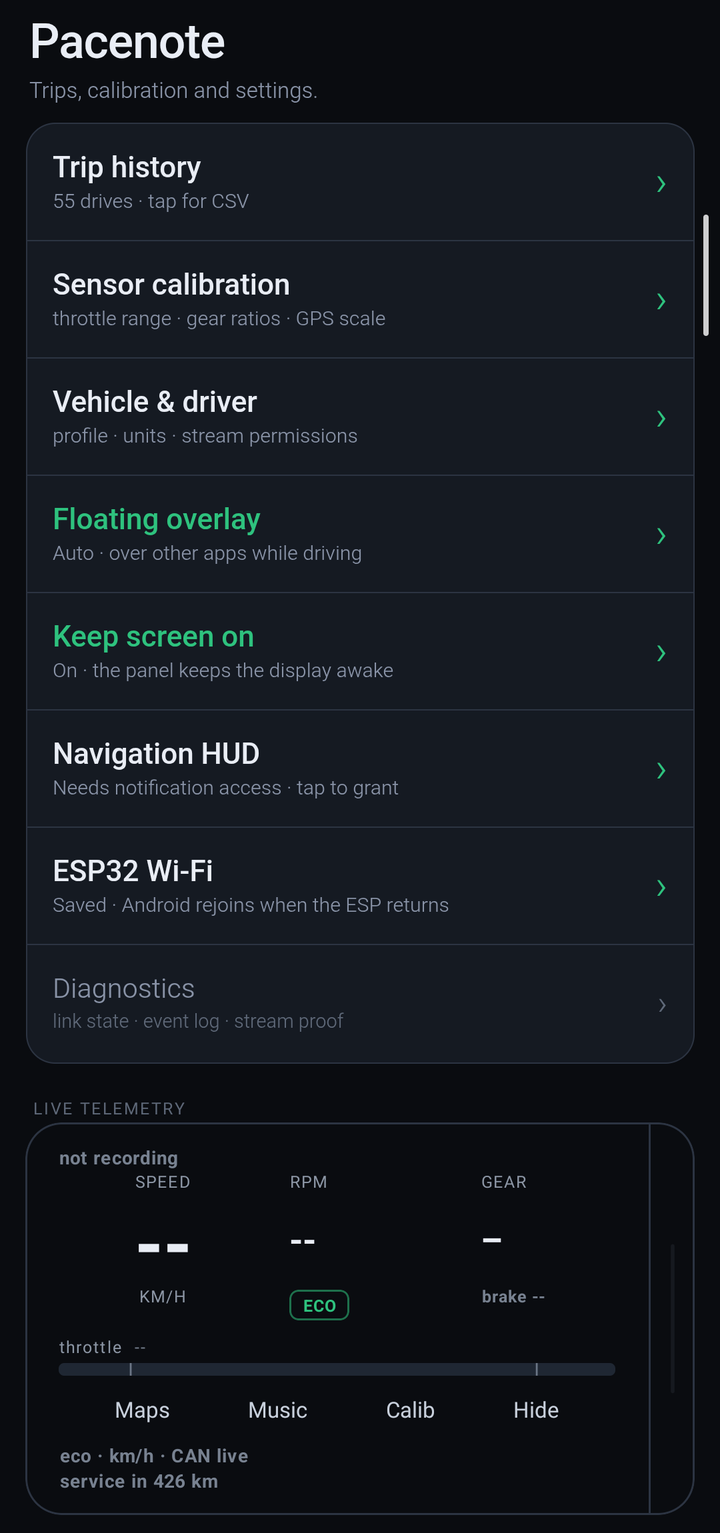 Pacenote
Trips, calibration and settings.
Trip history
55 drives · tap for CSV
Sensor calibration
throttle range · gear ratios · GPS scale
Vehicle & driver
profile · units · stream permissions
Floating overlay
Auto · over other apps while driving
Keep screen on
On · the panel keeps the display awake
Navigation HUD
Needs notification access · tap to grant
ESP32 Wi-Fi
Saved · Android rejoins when the ESP returns
Diagnostics
link state · event log · stream proof
LIVE TELEMETRY
not recording
SPEED RPM GEAR
-- -- –
KM/H ECO brake --
throttle --
Maps Music Calib Hide
eco · km/h · CAN live
service in 426 km